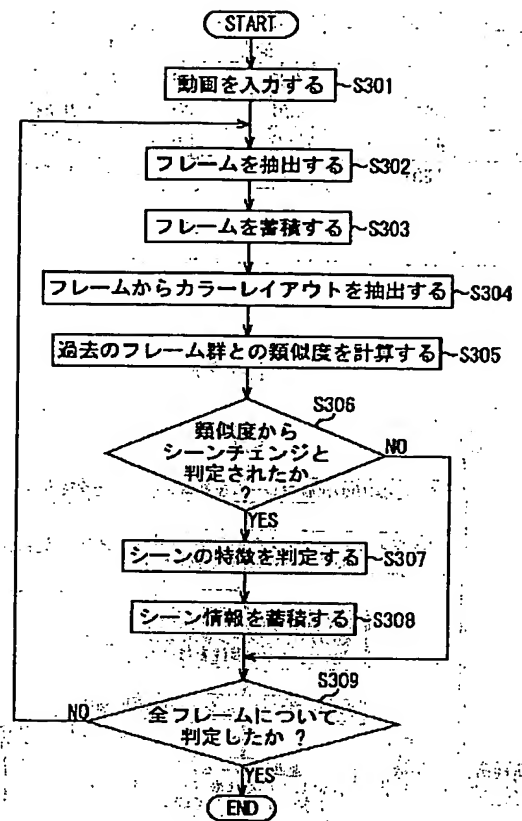 START
動画を入力する ~S301
フレームを抽出する ~S302
フレームを蓄積する ~S303
フレームからカラーレイアウトを抽出する ~S304
過去のフレーム群との類似度を計算する ~S305
S306
類似度から
シーンチェンジと
判定されたか
?
NO
YES
シーンの特徴を判定する ~S307
シーン情報を蓄積する ~S308
S309
NO
全フレームについて
判定したか ?
YES
END